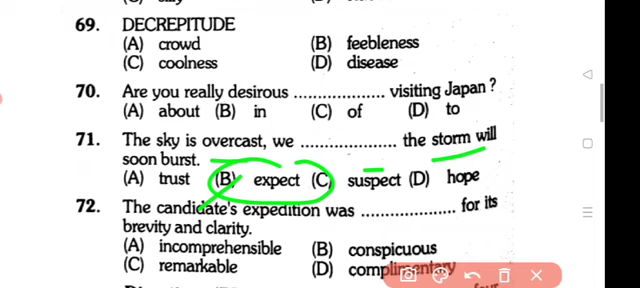 69. DECREPITUDE
(A) crowd (B) feebleness
(C) coolness (D) disease
70. Are you really desirous .................. visiting Japan ?
(A) about (B) in (C) of (D) to
71. The sky is overcast, we ................... the storm will
soon burst.
(A) trust (B) expect (C) suspect (D) hope
72. The candidate's expedition was ................... for its
brevity and clarity.
(A) incomprehensible (B) conspicuous
(C) remarkable (D) complimentary